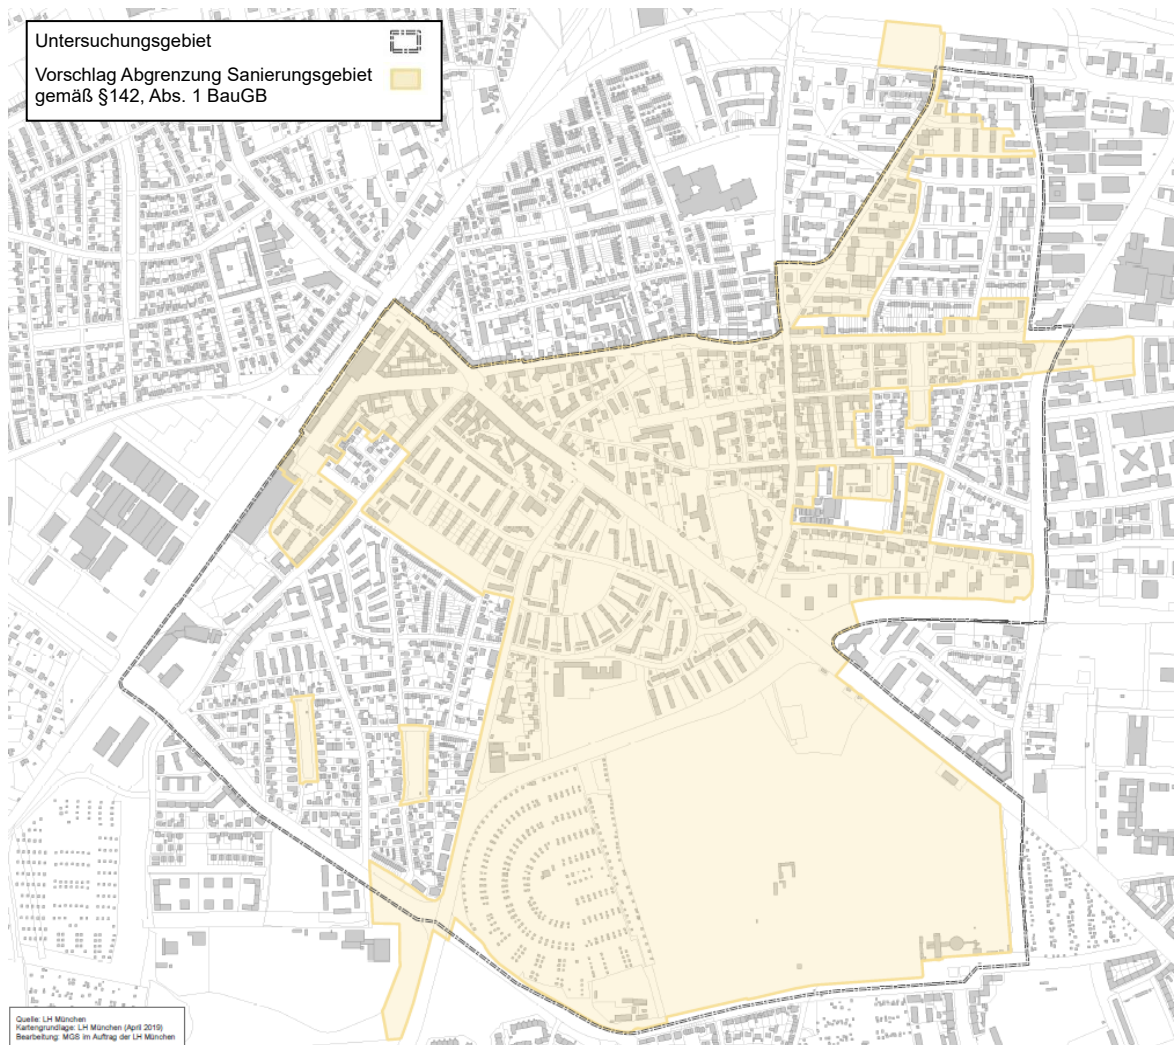 Untersuchungsgebiet
Vorschlag Abgrenzung Sanierungsgebiet
gemäß §142, Abs. 1 BauGB
Quelle: LH München
Kartengrundlage: LH München (April 2019)
Bearbeitung: MGS im Auftrag der LH München